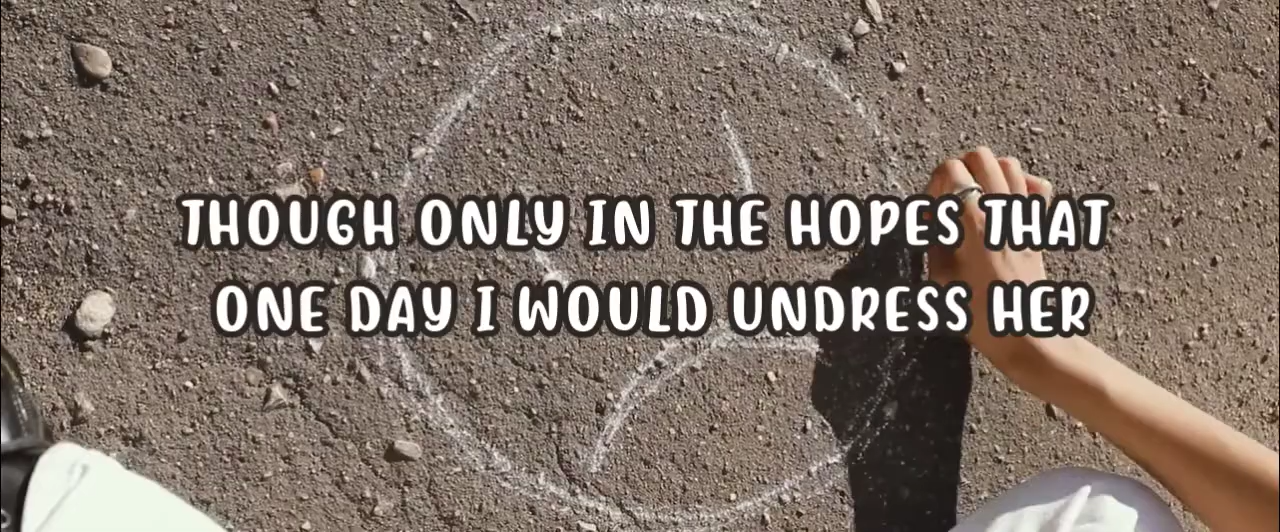 THOUGH ONLY IN THE HOPES THAT
ONE DAY I WOULD UNDRESS HER